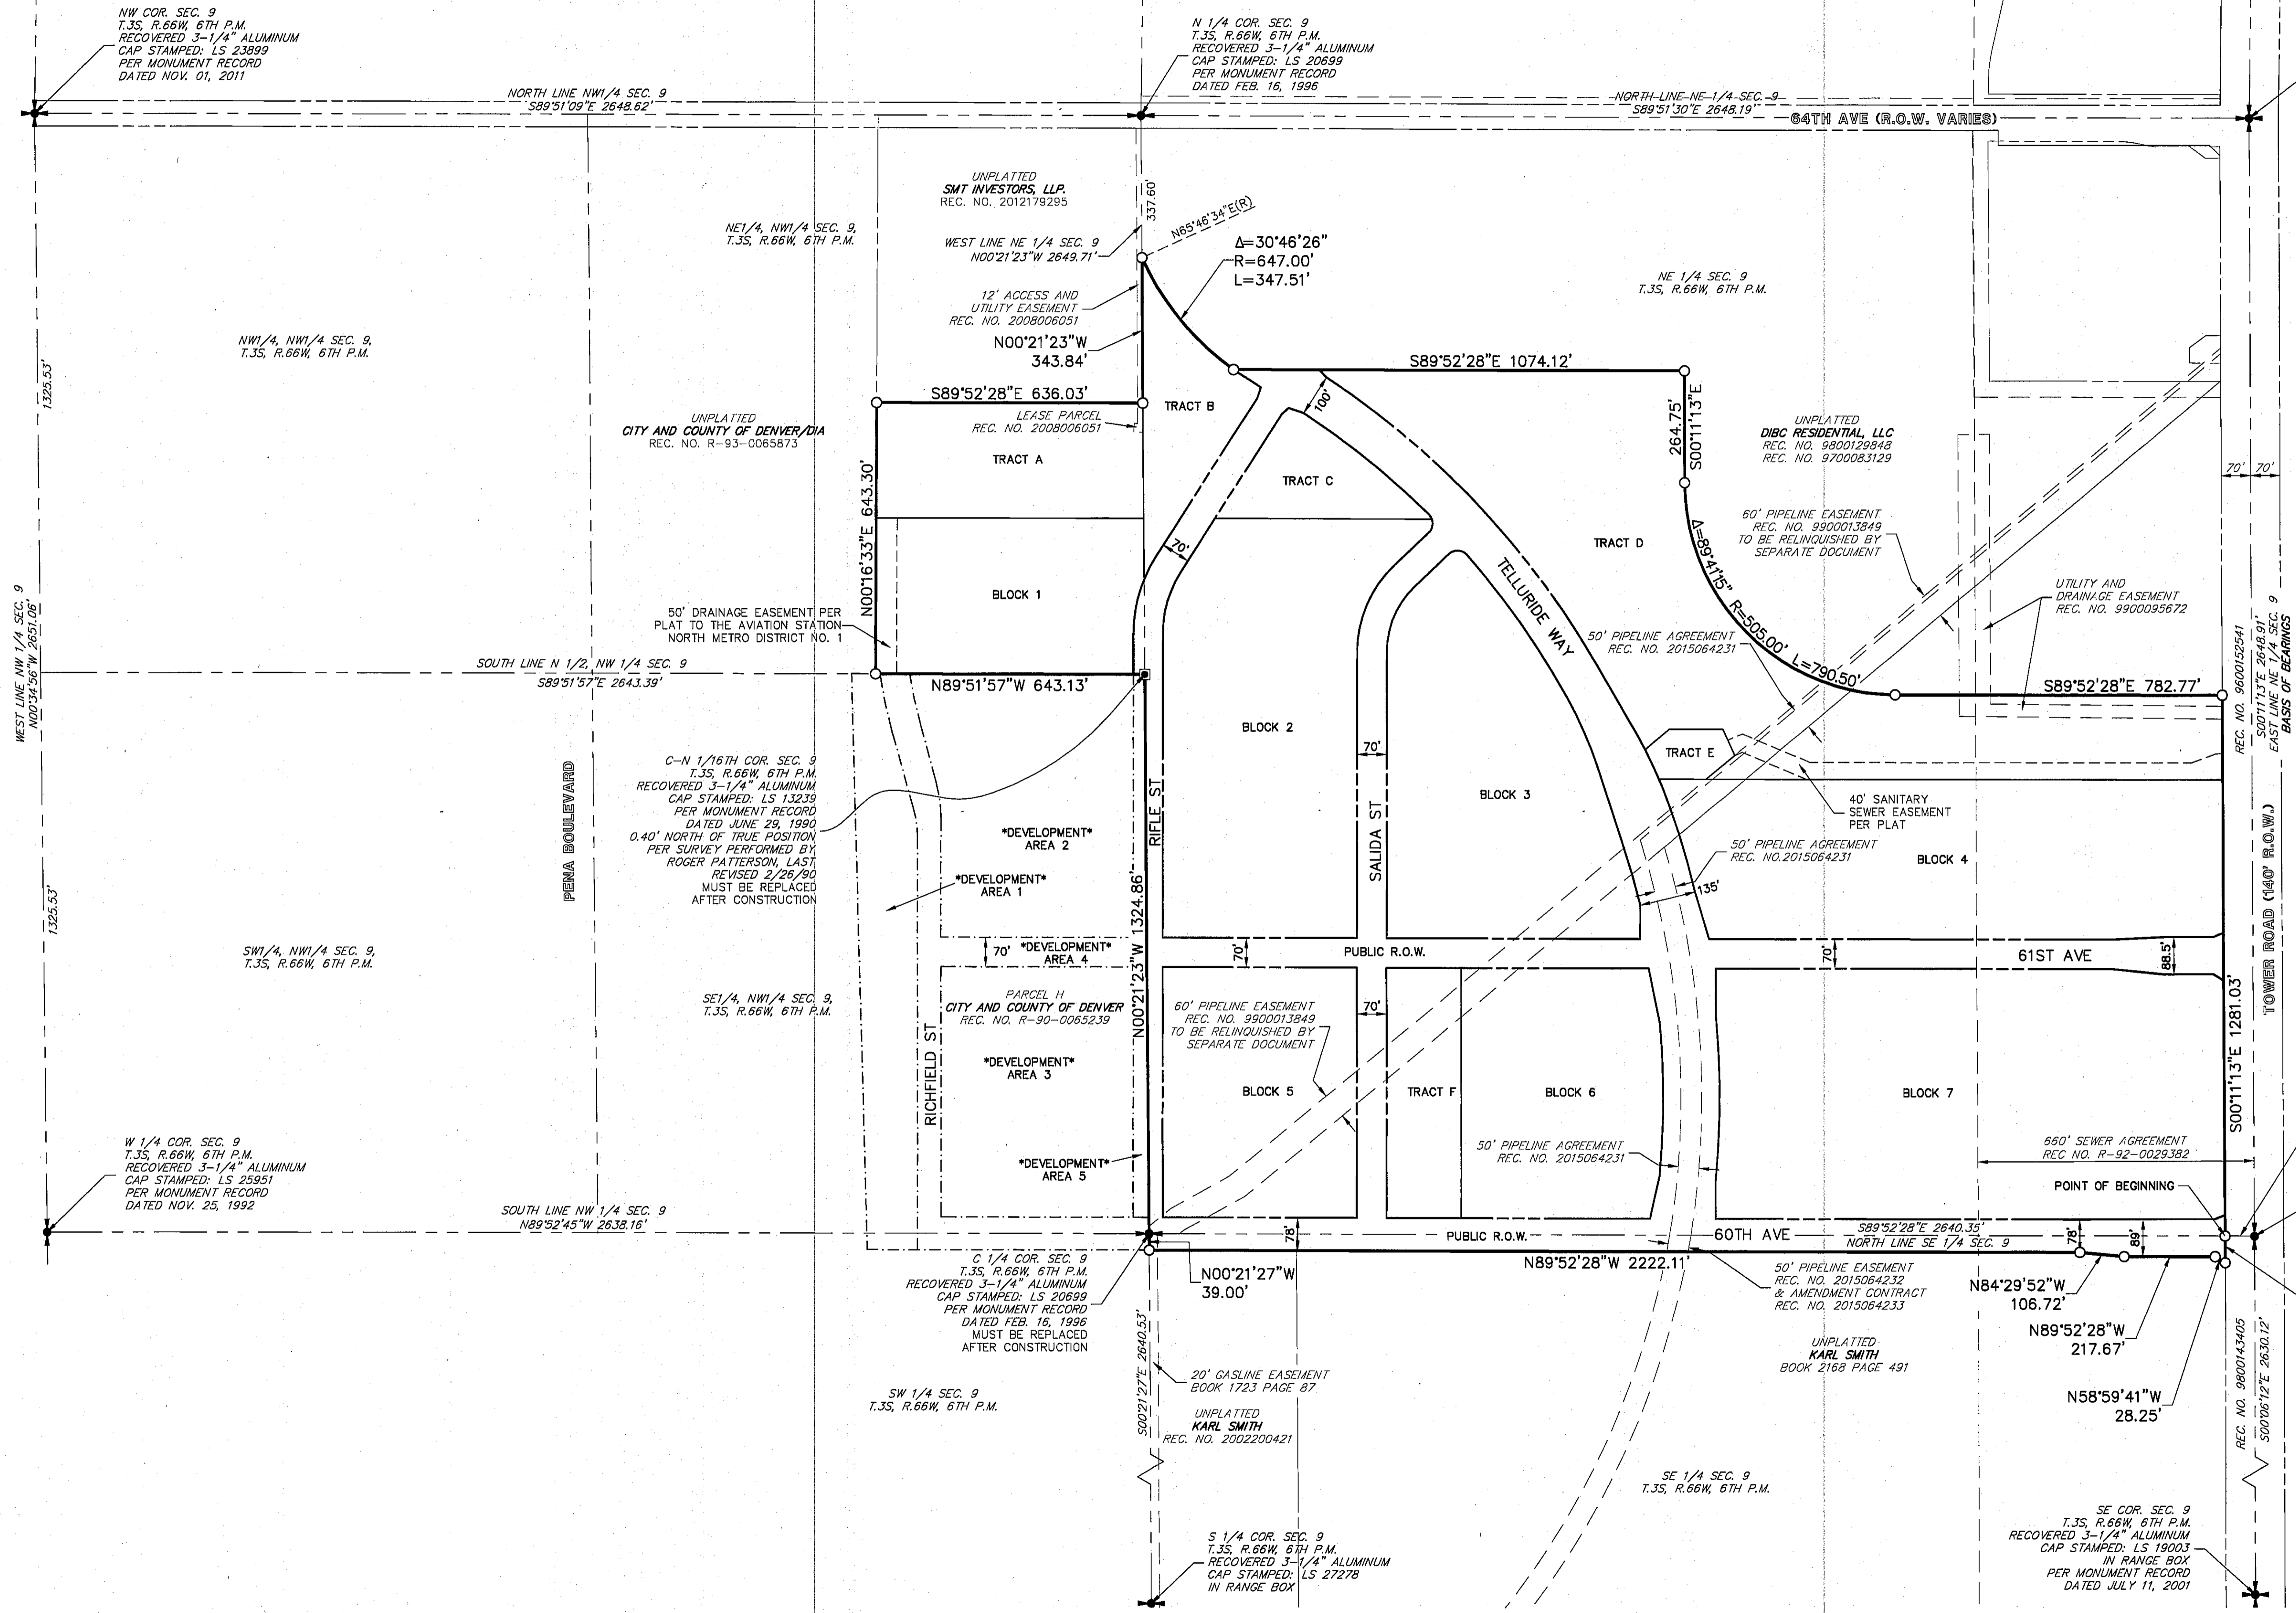 NW COR. SEC. 9
T.3S, R.66W, 6TH P.M.
RECOVERED 3-1/4" ALUMINUM
CAP STAMPED: LS 23899
PER MONUMENT RECORD
DATED NOV. 01, 2011
N 1/4 COR. SEC. 9
T.3S, R.66W, 6TH P.M.
RECOVERED 3-1/4" ALUMINUM
CAP STAMPED: LS 20699
PER MONUMENT RECORD
DATED FEB. 16, 1996
NORTH LINE NW1/4 SEC. 9
S89°51'09"E 2648.62'
NORTH LINE NE 1/4 SEC. 9
S89°51'30"E 2648.19'
64TH AVE (R.O.W. VARIES)
UNPLATTED
SMT INVESTORS, LLP.
REC. NO. 2012179295
337.60'
N65°46'34"E(R)
NE1/4, NW1/4 SEC. 9,
T.3S, R.66W, 6TH P.M.
WEST LINE NE 1/4 SEC. 9
N00°21'23"W 2649.71'
Δ=30°46'26"
R=647.00'
L=347.51'
NE 1/4 SEC. 9
T.3S, R.66W, 6TH P.M.
12' ACCESS AND
UTILITY EASEMENT
REC. NO. 2008006051
N00°21'23"W
343.84'
NW1/4, NW1/4 SEC. 9,
T.3S, R.66W, 6TH P.M.
1325.53'
S89°52'28"E 1074.12'
S89°52'28"E 636.03'
LEASE PARCEL
REC. NO. 2008006051
TRACT B
100'
264.75'
S00°11'13"E
UNPLATTED
CITY AND COUNTY OF DENVER/DIA
REC. NO. R-93-0065873
UNPLATTED
DIBC RESIDENTIAL, LLC
REC. NO. 9800129848
REC. NO. 9700083129
70'
70'
TRACT A
TRACT C
N00°16'33"E 643.30'
60' PIPELINE EASEMENT
REC. NO. 9900013849
TO BE RELINQUISHED BY
SEPARATE DOCUMENT
TRACT D
70'
Δ=89°41'15" R=505.00' L=790.50'
TELLURIDE WAY
BLOCK 1
UTILITY AND
DRAINAGE EASEMENT
REC. NO. 9900095672
50' DRAINAGE EASEMENT PER
PLAT TO THE AVIATION STATION
NORTH METRO DISTRICT NO. 1
50' PIPELINE AGREEMENT
REC. NO. 2015064231
WEST LINE NW 1/4 SEC. 9
N00°34'56"W 2651.06'
SOUTH LINE N 1/2, NW 1/4 SEC. 9
S89°51'57"E 2643.39'
N89°51'57"W 643.13'
S89°52'28"E 782.77'
REC. NO. 9600152541
S00°11'13"E 2648.91'
EAST LINE NE 1/4 SEC. 9
BASIS OF BEARINGS
BLOCK 2
70'
TRACT E
C-N 1/16TH COR. SEC. 9
T.3S, R.66W, 6TH P.M.
RECOVERED 3-1/4" ALUMINUM
CAP STAMPED: LS 13239
PER MONUMENT RECORD
DATED JUNE 29, 1990
0.40' NORTH OF TRUE POSITION
PER SURVEY PERFORMED BY
ROGER PATTERSON, LAST
REVISED 2/26/90
MUST BE REPLACED
AFTER CONSTRUCTION
PENA BOULEVARD
BLOCK 3
40' SANITARY
SEWER EASEMENT
PER PLAT
RIFLE ST
SALIDA ST
*DEVELOPMENT*
AREA 2
50' PIPELINE AGREEMENT
REC. NO.2015064231
BLOCK 4
TOWER ROAD (140' R.O.W.)
*DEVELOPMENT*
AREA 1
135'
1325.53'
N00°21'23"W 1324.86'
SW1/4, NW1/4 SEC. 9,
T.3S, R.66W, 6TH P.M.
70'
*DEVELOPMENT*
AREA 4
70'
PUBLIC R.O.W.
70'
61ST AVE
88.5'
SE1/4, NW1/4 SEC. 9,
T.3S, R.66W, 6TH P.M.
PARCEL H
CITY AND COUNTY OF DENVER
REC. NO. R-90-0065239
60' PIPELINE EASEMENT
REC. NO. 9900013849
TO BE RELINQUISHED BY
SEPARATE DOCUMENT
70'
S00°11'13"E 1281.03'
RICHFIELD ST
*DEVELOPMENT*
AREA 3
BLOCK 5
TRACT F
BLOCK 6
BLOCK 7
W 1/4 COR. SEC. 9
T.3S, R.66W, 6TH P.M.
RECOVERED 3-1/4" ALUMINUM
CAP STAMPED: LS 25951
PER MONUMENT RECORD
DATED NOV. 25, 1992
50' PIPELINE AGREEMENT
REC. NO. 2015064231
660' SEWER AGREEMENT
REC NO. R-92-0029382
*DEVELOPMENT*
AREA 5
POINT OF BEGINNING
SOUTH LINE NW 1/4 SEC. 9
N89°52'45"W 2638.16'
78'
PUBLIC R.O.W.
60TH AVE
S89°52'28"E 2640.35'
NORTH LINE SE 1/4 SEC. 9
78'
89'
C 1/4 COR. SEC. 9
T.3S, R.66W, 6TH P.M.
RECOVERED 3-1/4" ALUMINUM
CAP STAMPED: LS 20699
PER MONUMENT RECORD
DATED FEB. 16, 1996
MUST BE REPLACED
AFTER CONSTRUCTION
N00°21'27"W
39.00'
N89°52'28"W 2222.11'
50' PIPELINE EASEMENT
REC. NO. 2015064232
& AMENDMENT CONTRACT
REC. NO. 2015064233
N84°29'52"W
106.72'
N89°52'28"W
217.67'
UNPLATTED
KARL SMITH
BOOK 2168 PAGE 491
S00°21'27"E 2640.53'
20' GASLINE EASEMENT
BOOK 1723 PAGE 87
SW 1/4 SEC. 9
T.3S, R.66W, 6TH P.M.
UNPLATTED
KARL SMITH
REC. NO. 2002200421
N58°59'41"W
28.25'
REC. NO. 9800143405
S00°06'12"E 2630.12'
SE 1/4 SEC. 9
T.3S, R.66W, 6TH P.M.
S 1/4 COR. SEC. 9
T.3S, R.66W, 6TH P.M.
RECOVERED 3-1/4" ALUMINUM
CAP STAMPED: LS 27278
IN RANGE BOX
SE COR. SEC. 9
T.3S, R.66W, 6TH P.M.
RECOVERED 3-1/4" ALUMINUM
CAP STAMPED: LS 19003
IN RANGE BOX
PER MONUMENT RECORD
DATED JULY 11, 2001